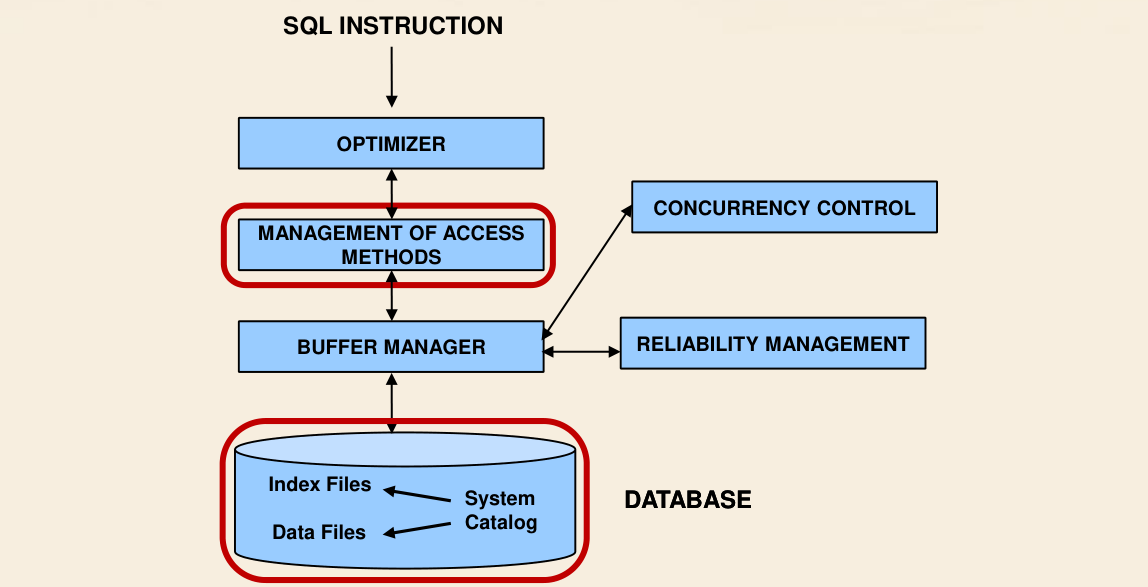 SQL INSTRUCTION
OPTIMIZER
MANAGEMENT OF ACCESS
METHODS
CONCURRENCY CONTROL
BUFFER MANAGER
RELIABILITY MANAGEMENT
Index Files
Data Files
System
Catalog
DATABASE